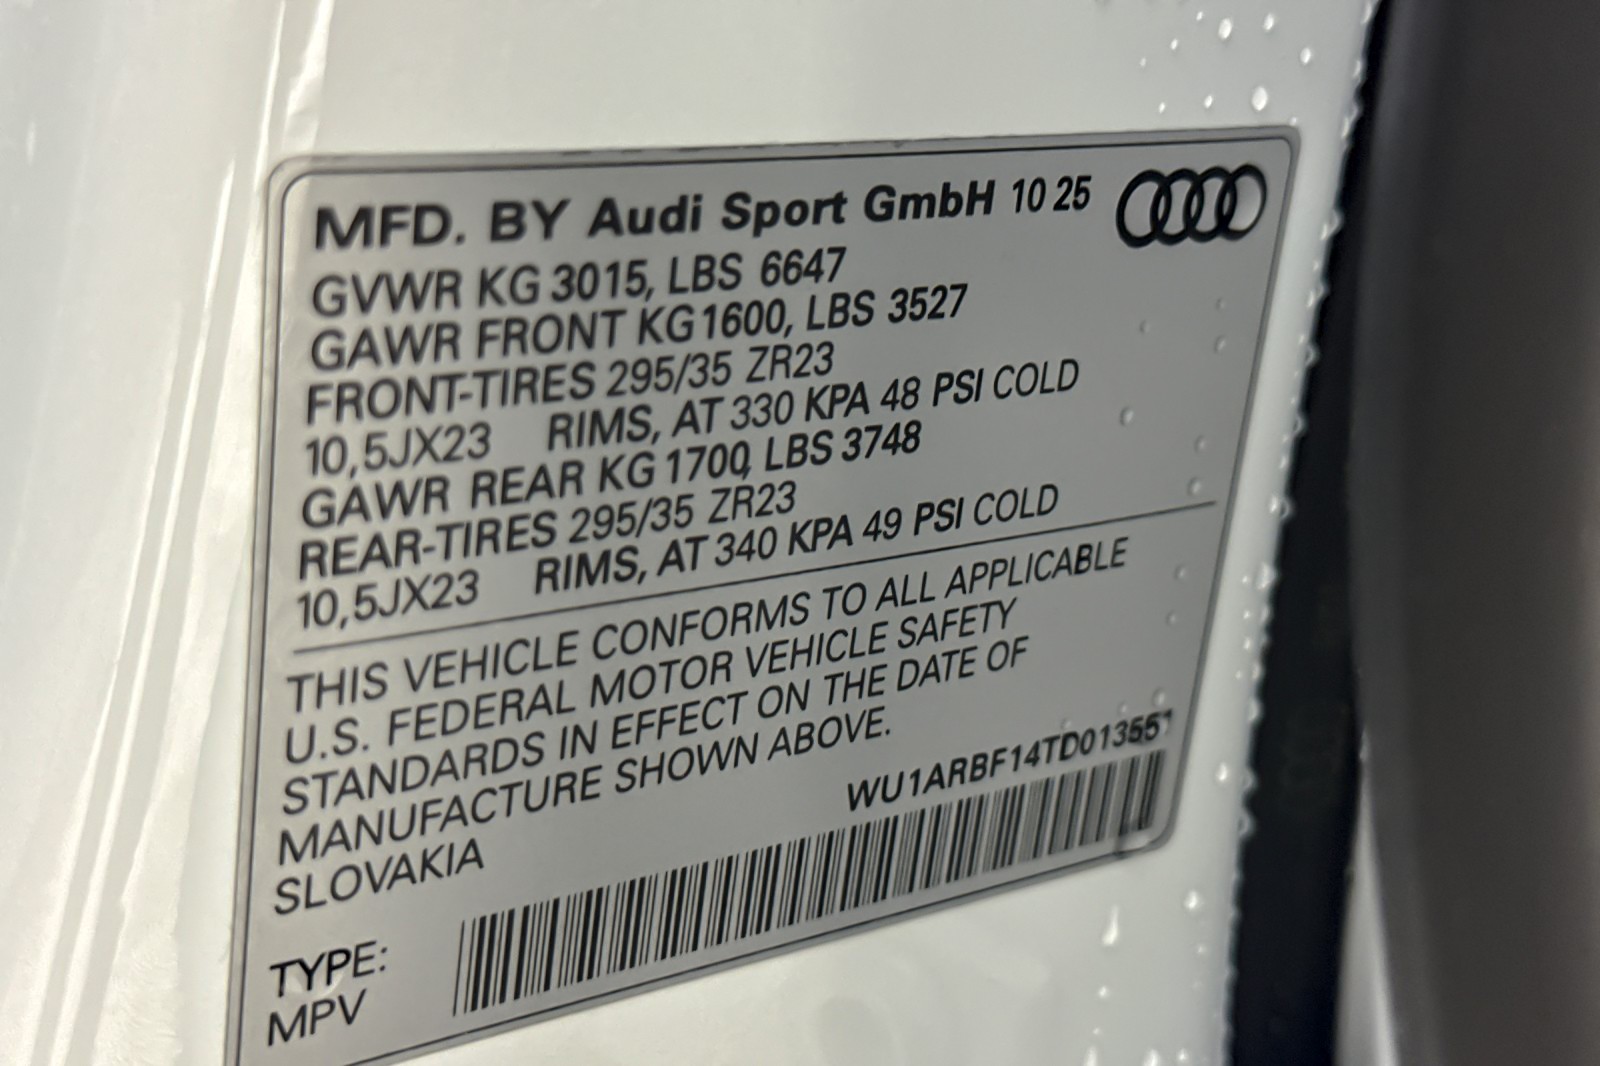 MFD. BY Audi Sport GmbH 10 25
GVWR KG 3015, LBS 6647
GAWR FRONT KG 1600, LBS 3527
FRONT-TIRES 295/35 ZR23
10,5JX23 RIMS, AT 330 KPA 48 PSI COLD
GAWR REAR KG 1700, LBS 3748
REAR-TIRES 295/35 ZR23
10,5JX23 RIMS, AT 340 KPA 49 PSI COLD
THIS VEHICLE CONFORMS TO ALL APPLICABLE
U.S. FEDERAL MOTOR VEHICLE SAFETY
STANDARDS IN EFFECT ON THE DATE OF
MANUFACTURE SHOWN ABOVE.
SLOVAKIA
WU1ARBF14TD013551
TYPE:
MPV